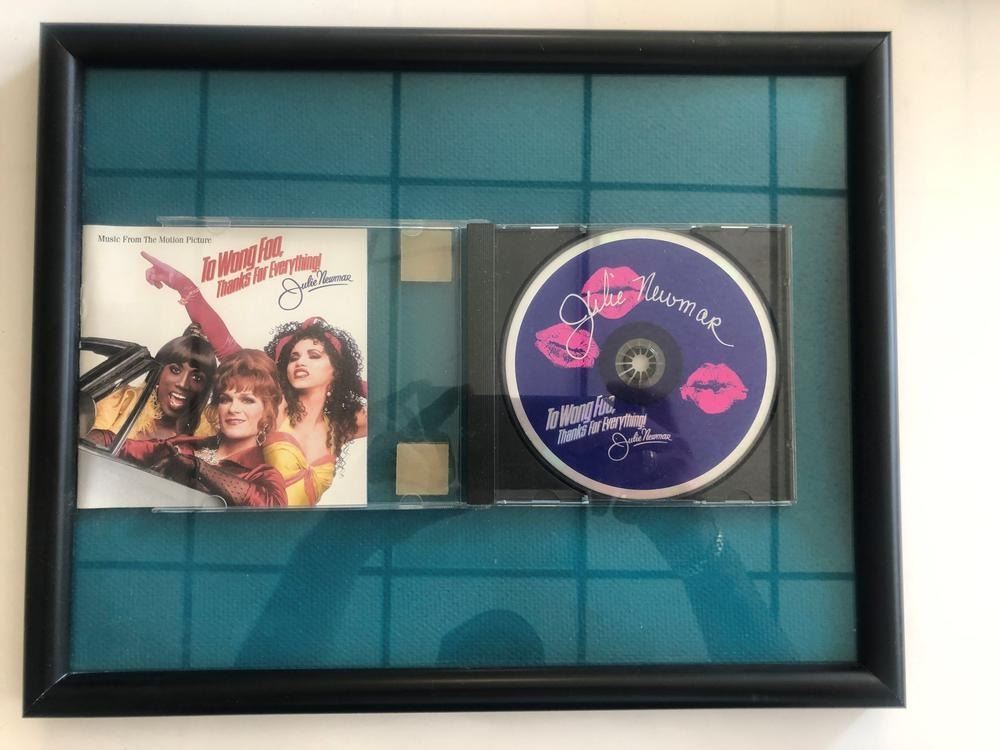 Music From The Motion Picture
To Wong Foo,
Thanks For Everything!
Julie Newmar
Julie Newmar
To Wong Foo,
Thanks For Everything!
Julie Newmar